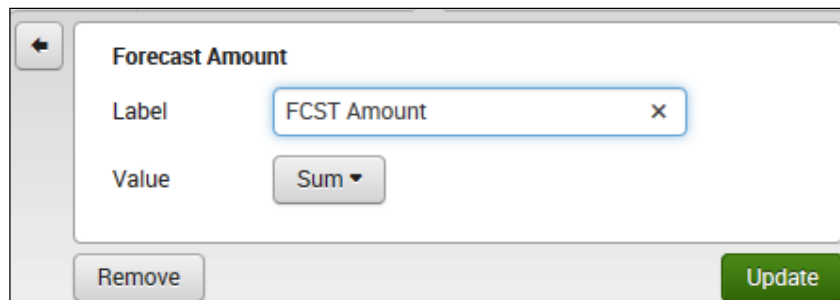 Forecast Amount
Label FCST Amount
Value Sum
Remove Update